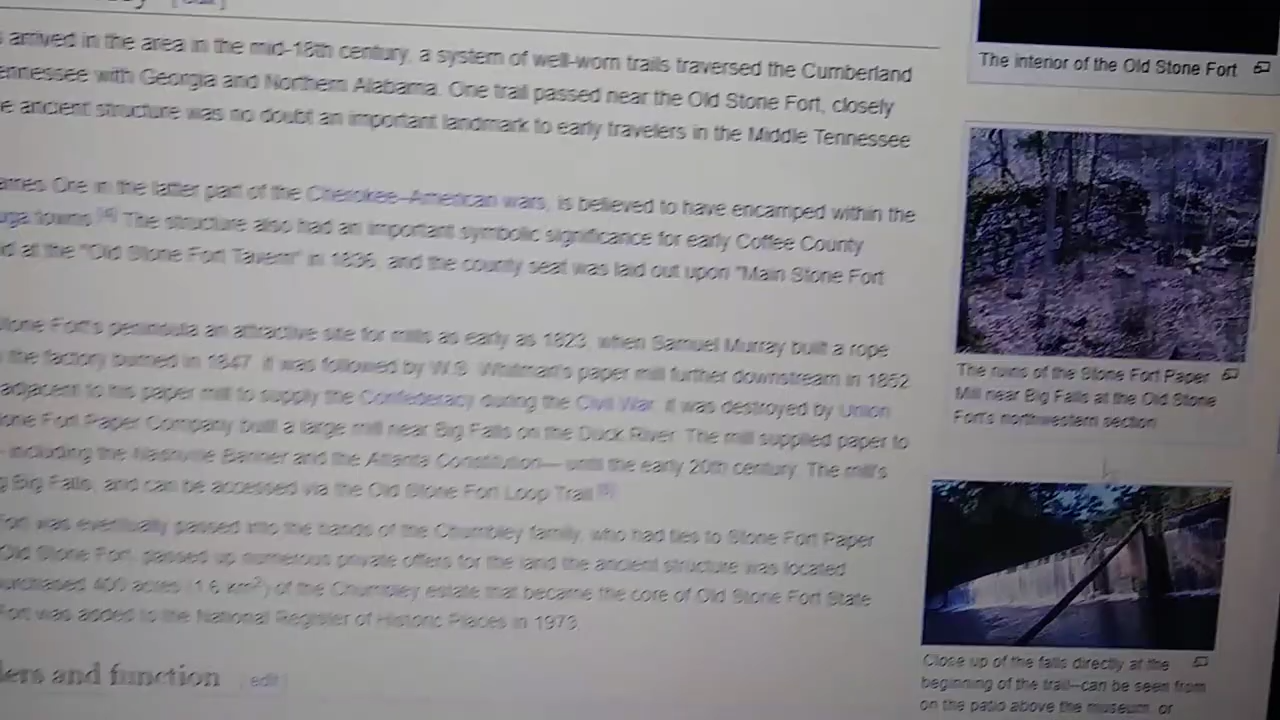 [edit]
s arrived in the area in the mid-18th century, a system of well-worn trails traversed the Cumberland
ennessee with Georgia and Northern Alabama. One trail passed near the Old Stone Fort, closely
e ancient structure was no doubt an important landmark to early travelers in the Middle Tennessee
ames Ore in the latter part of the Cherokee–American wars, is believed to have encamped within the
uga towns.[4] The structure also had an important symbolic significance for early Coffee County
d at the "Old Stone Fort Tavern" in 1836, and the county seat was laid out upon "Main Stone Fort
tone Fort's peninsula an attractive site for mills as early as 1823, when Samuel Murray built a rope
the factory burned in 1847. It was followed by W.S. Whitman's paper mill further downstream in 1852.
adjacent to his paper mill to supply the Confederacy during the Civil War. It was destroyed by Union
tone Fort Paper Company built a large mill near Big Falls on the Duck River. The mill supplied paper to
- including the Nashville Banner and the Atlanta Constitution— until the early 20th century. The mill's
g Big Falls, and can be accessed via the Old Stone Fort Loop Trail.
Fort was eventually passed into the hands of the Chumbley family, who had ties to Stone Fort Paper
Old Stone Fort, passed up numerous private offers for the land the ancient structure was located
urchased 400 acres (1.6 km²) of the Chumbley estate that became the core of Old Stone Fort State
Fort was added to the National Register of Historic Places in 1973.
ders and function [edit]
The interior of the Old Stone Fort
The ruins of the Stone Fort Paper
Mill near Big Falls at the Old Stone
Fort's northwestern section
Close up of the falls directly at the
beginning of the trail--can be seen from
on the patio above the museum, or